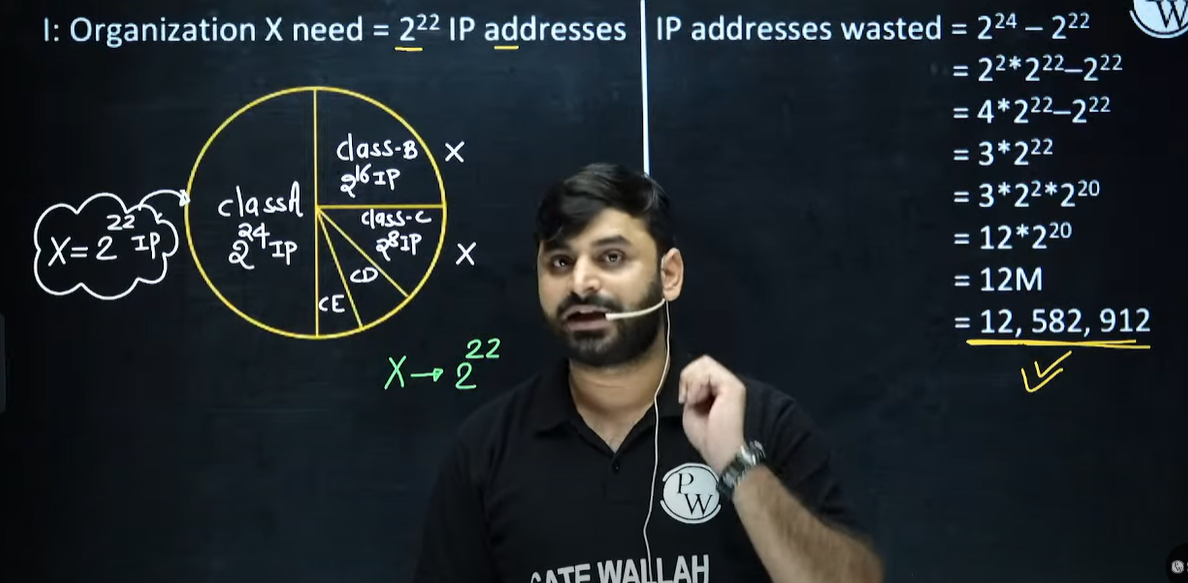 I: Organization X need = 2²² IP addresses
IP addresses wasted = 2²⁴ – 2²²
= 2²*2²²–2²²
= 4*2²²–2²²
= 3*2²²
= 3*2²*2²⁰
= 12*2²⁰
= 12M
= 12, 582, 912
class-B X
2¹⁶ IP
classA
2²⁴ IP
class-C
2⁸ IP X
CD
CE
X= 2²² IP
X → 2²²
W
P
W
GATE WALLAH